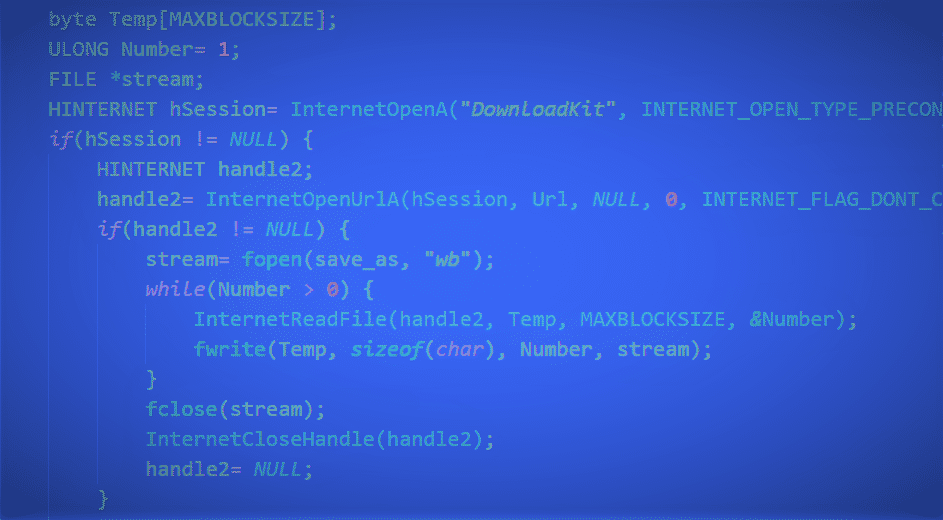 byte Temp[MAXBLOCKSIZE];
ULONG Number= 1;
FILE *stream;
HINTERNET hSession= InternetOpenA("DownloadKit", INTERNET_OPEN_TYPE_PRECON
if(hSession != NULL) {
HINTERNET handle2;
handle2= InternetOpenUrlA(hSession, Url, NULL, 0, INTERNET_FLAG_DONT_C
if(handle2 != NULL) {
stream= fopen(save_as, "wb");
while(Number > 0) {
InternetReadFile(handle2, Temp, MAXBLOCKSIZE, &Number);
fwrite(Temp, sizeof(char), Number, stream);
}
fclose(stream);
InternetCloseHandle(handle2);
handle2= NULL;
}